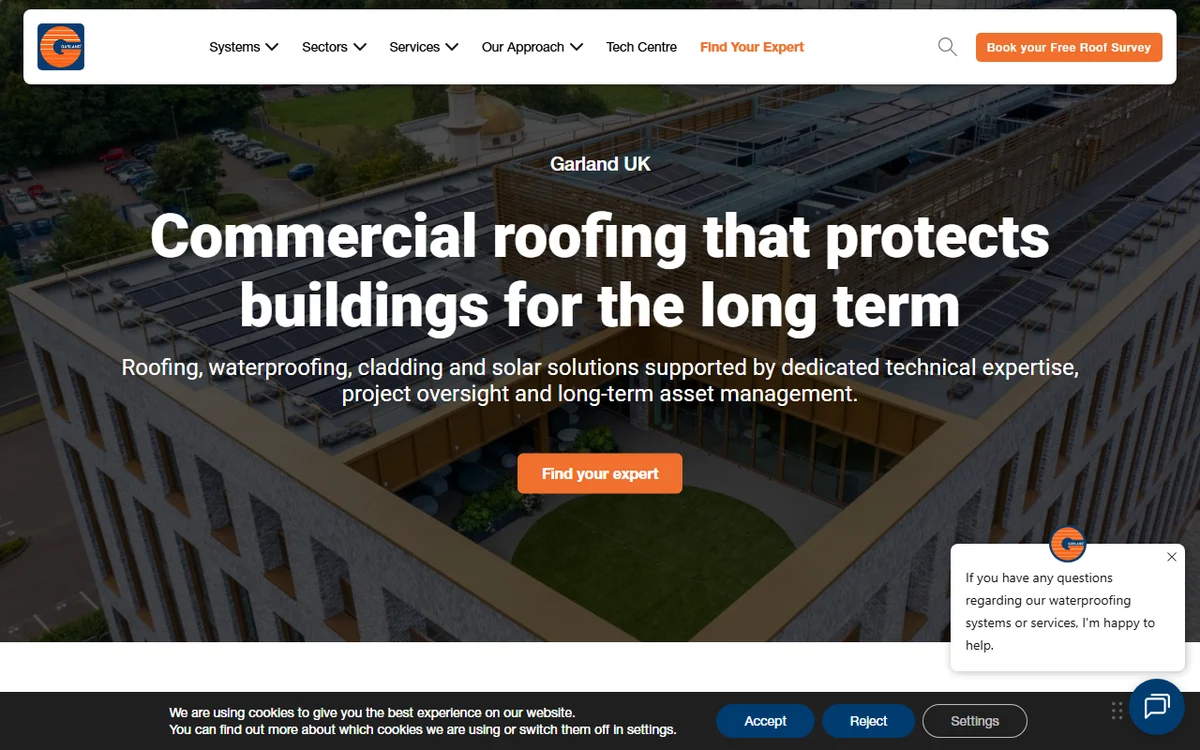 GARLAND
Systems
Sectors
Services
Our Approach
Tech Centre
Find Your Expert
Book your Free Roof Survey
Garland UK
Commercial roofing that protects
buildings for the long term
Roofing, waterproofing, cladding and solar solutions supported by dedicated technical expertise,
project oversight and long-term asset management.
Find your expert
GARLAND
If you have any questions
regarding our waterproofing
systems or services, I'm happy to
help.
We are using cookies to give you the best experience on our website.
You can find out more about which cookies we are using or switch them off in settings.
Accept
Reject
Settings